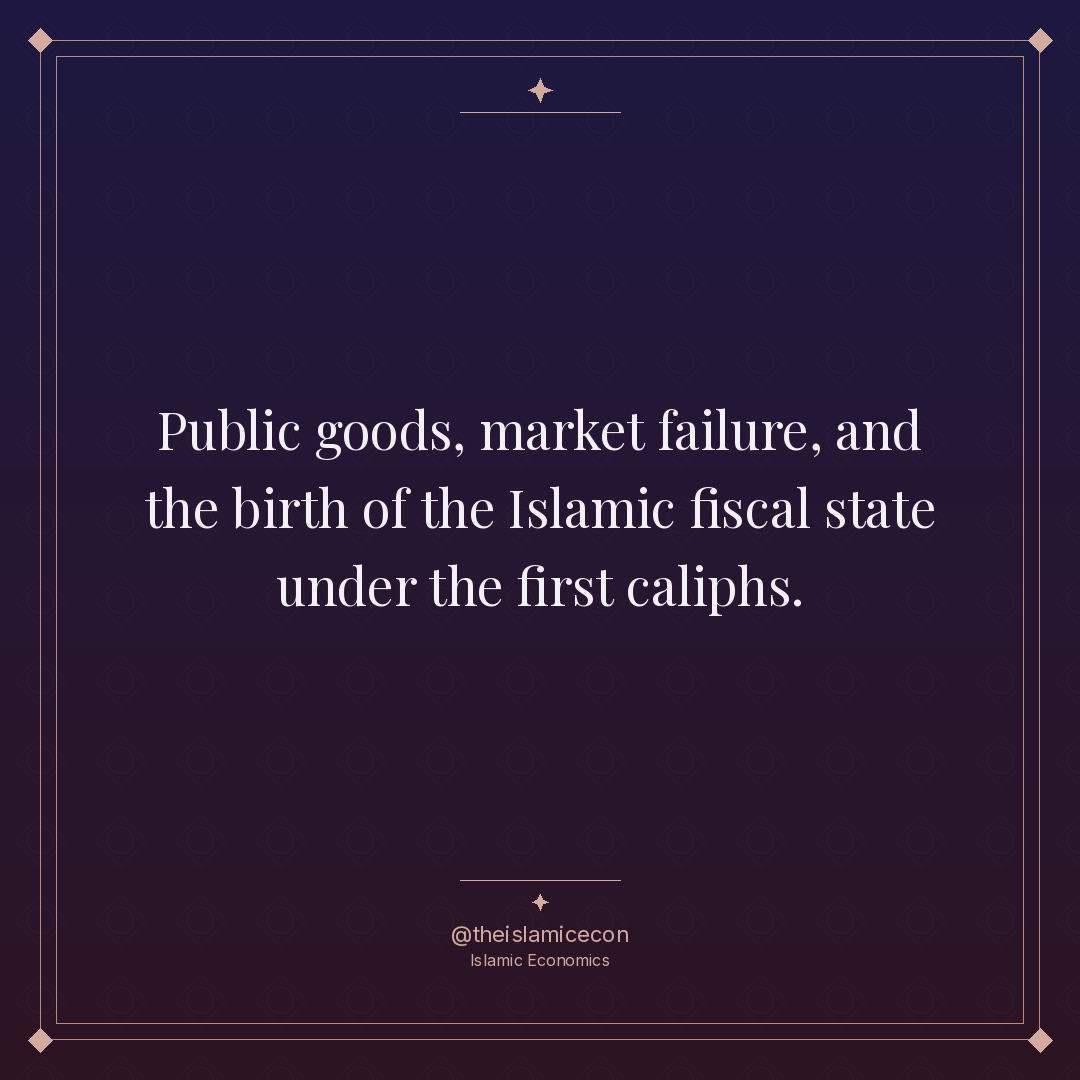 Public goods, market failure, and
the birth of the Islamic fiscal state
under the first caliphs.
@theislamicecon
Islamic Economics